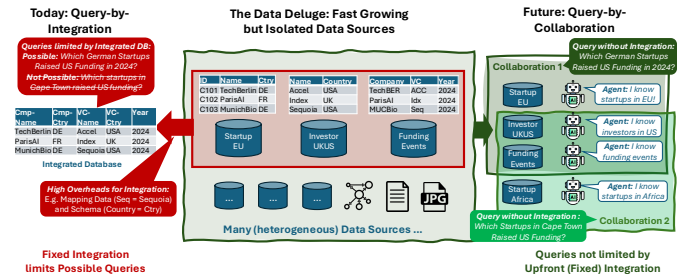 Today: Query-by-
Integration
Queries limited by Integrated DB:
Possible: Which German Startups
Raised US Funding in 2024?
Not Possible: Which startups in
Cape Town raised US funding?
Cmp-Name Cmp-Ctry VC-Name VC-Ctry Year
TechBerlin DE Accel USA 2024
ParisAI FR Index UK 2024
MunichBio DE Sequoia USA 2024
Integrated Database
High Overheads for Integration:
E.g. Mapping Data (Seq = Sequoia)
and Schema (Country = Ctry)
Fixed Integration
limits Possible Queries
The Data Deluge: Fast Growing
but Isolated Data Sources
ID Name Ctry
C101 TechBerlin DE
C102 ParisAI FR
C103 MunichBio DE
Name Country
Accel USA
Index UK
Sequoia USA
Company VC Year
TechBER ACC 2024
ParisAI Idx 2024
MUCBio Seq 2024
Startup
EU
Investor
UKUS
Funding
Events
...
...
...
JPG
Many (heterogeneous) Data Sources ...
Future: Query-by-
Collaboration
Query without Integration:
Which German Startups
Raised US Funding in 2024?
Collaboration 1
Startup
EU
Agent: I know
startups in EU!
Investor
UKUS
Agent: I know
investors in US
Funding
Events
Agent: I know
funding events
Startup
Africa
Agent: I know
startups in Africa
Query without Integration :
Which Startups in Cape Town
Raised US Funding?
Collaboration 2
Queries not limited by
Upfront (Fixed) Integration